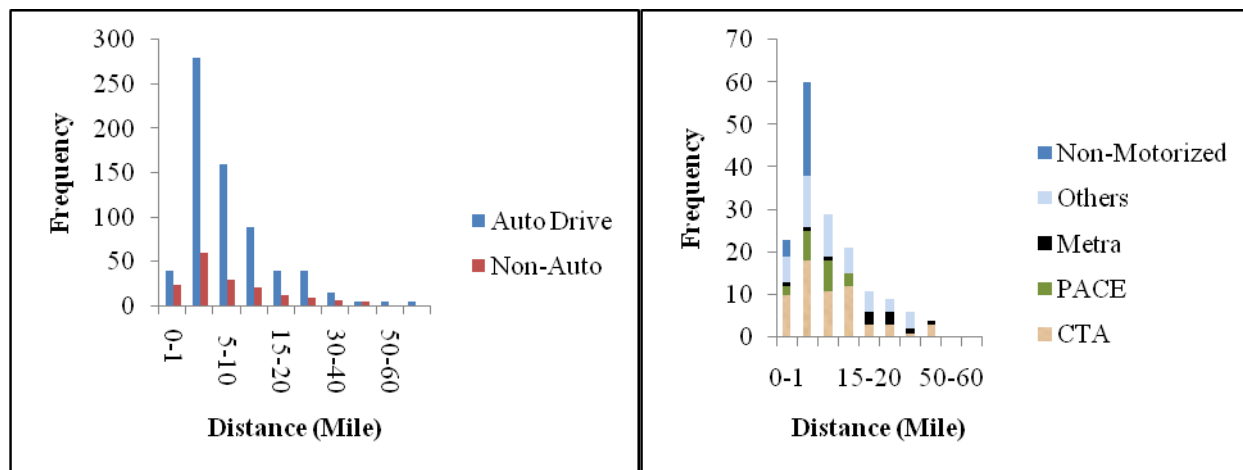 300
250
200
150
100
50
0
Frequency
0-1
5-10
15-20
30-40
50-60
Distance (Mile)
Auto Drive
Non-Auto
70
60
50
40
30
20
10
0
Frequency
0-1
15-20
50-60
Distance (Mile)
Non-Motorized
Others
Metra
PACE
CTA